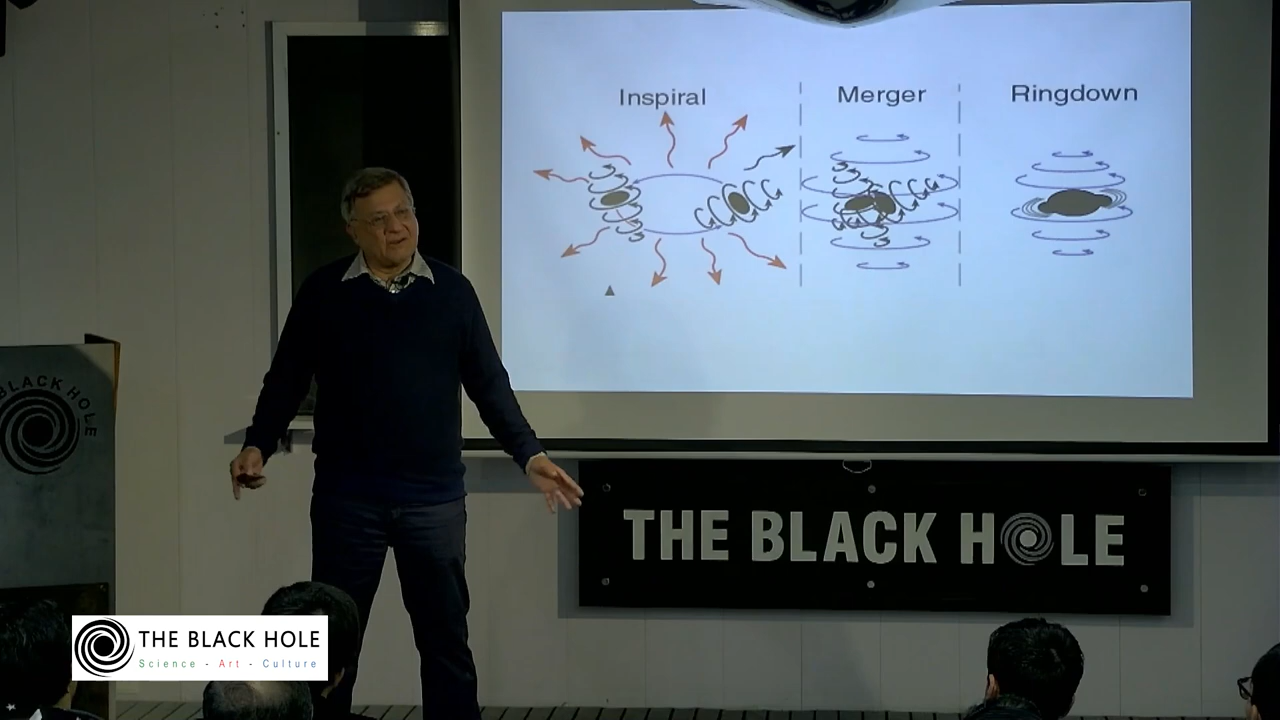 Inspiral
Merger
Ringdown
BLACK HOLE
THE BLACK HOLE
THE BLACK HOLE
Science - Art - Culture